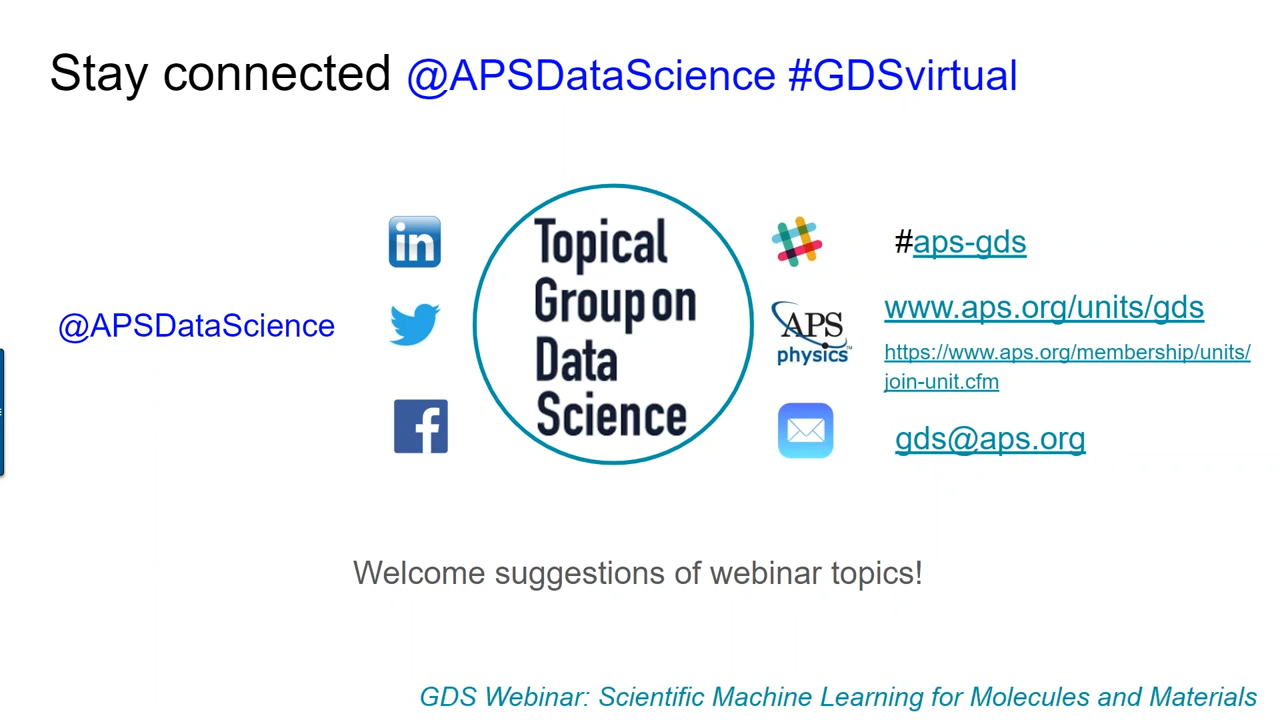 Stay connected @APSDataScience #GDSvirtual
@APSDataScience
in
f
Topical
Group on
Data
Science
#aps-gds
APS
physics™
www.aps.org/units/gds
https://www.aps.org/membership/units/
join-unit.cfm
gds@aps.org
Welcome suggestions of webinar topics!
GDS Webinar: Scientific Machine Learning for Molecules and Materials